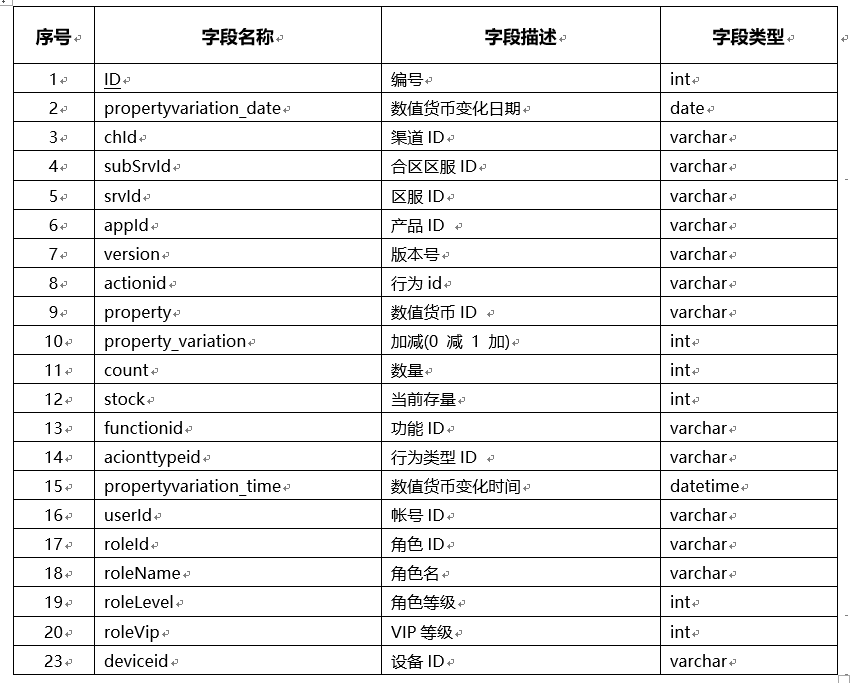 序号 字段名称 字段描述 字段类型
1 ID 编号 int
2 propertyvariation_date 数值货币变化日期 date
3 chId 渠道 ID varchar
4 subSrvId 合区区服 ID varchar
5 srvId 区服 ID varchar
6 appId 产品 ID varchar
7 version 版本号 varchar
8 actionid 行为 id varchar
9 property 数值货币 ID varchar
10 property_variation 加减(0 减 1 加) int
11 count 数量 int
12 stock 当前存量 int
13 functionid 功能 ID varchar
14 acionttypeid 行为类型 ID varchar
15 propertyvariation_time 数值货币变化时间 datetime
16 userId 帐号 ID varchar
17 roleId 角色 ID varchar
18 roleName 角色名 varchar
19 roleLevel 角色等级 int
20 roleVip VIP 等级 int
23 deviceid 设备 ID varchar